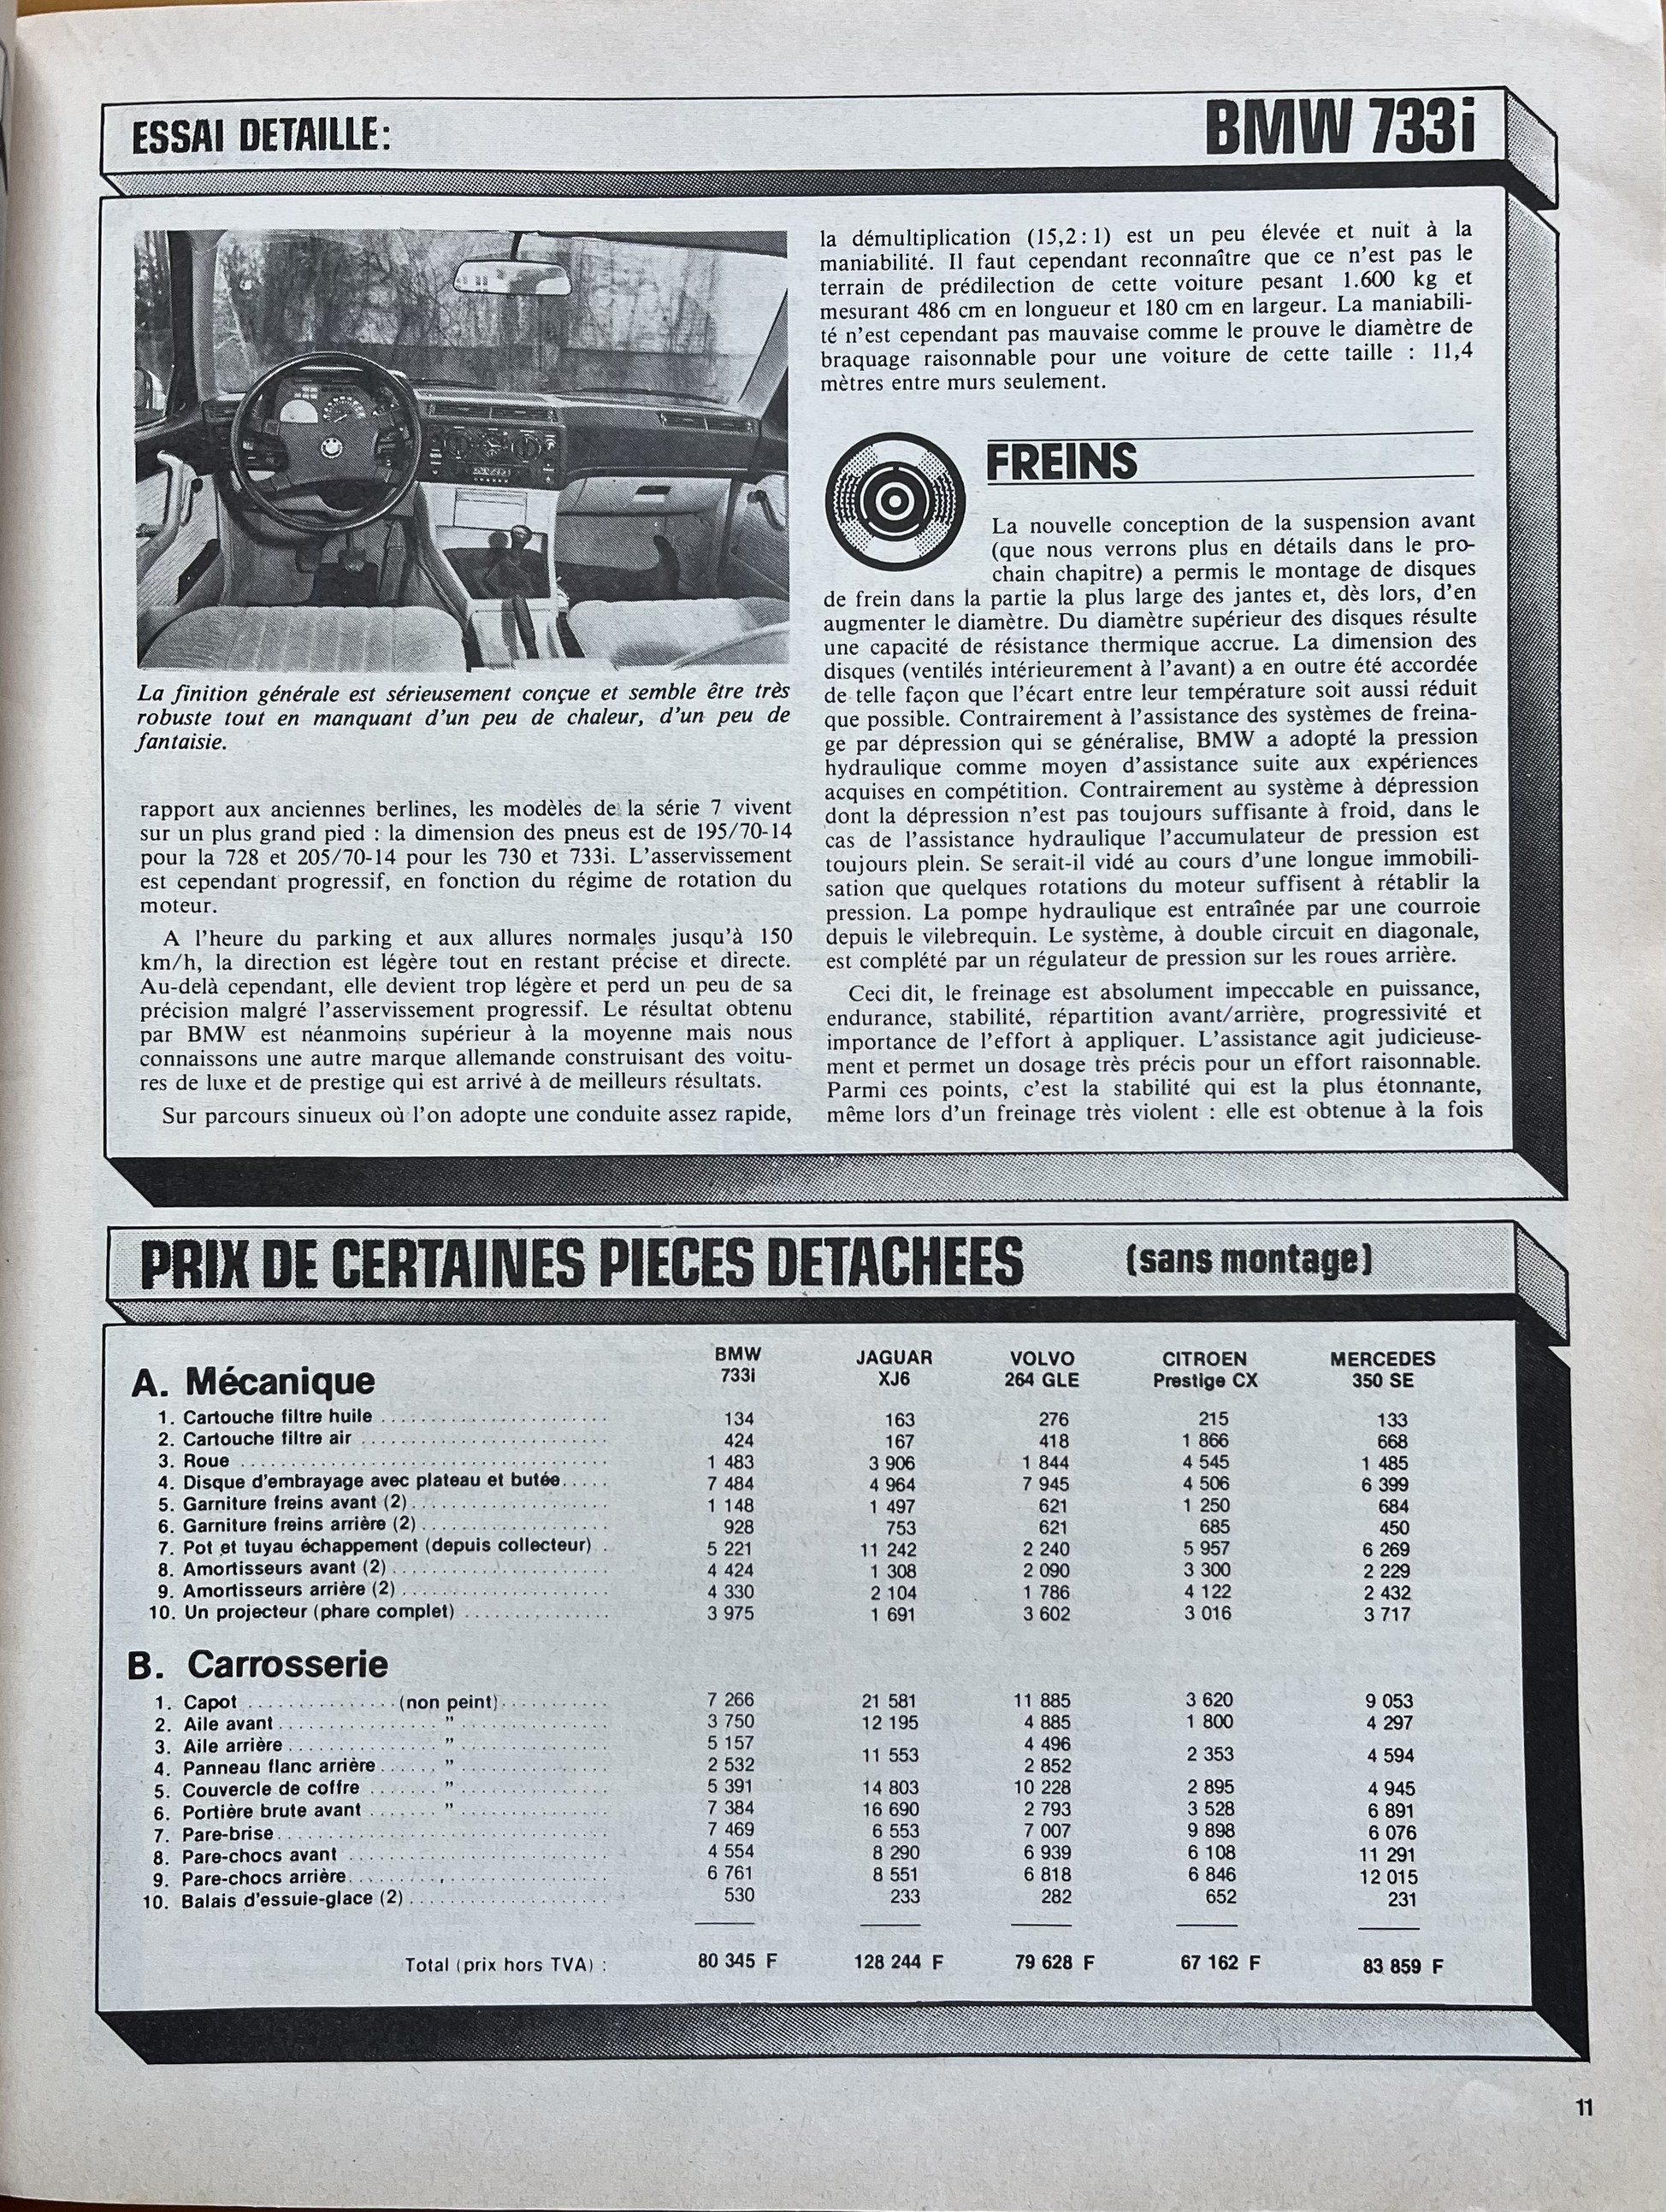 ESSAI DETAILLE:
BMW 733i
La finition générale est sérieusement conçue et semble être très
robuste tout en manquant d'un peu de chaleur, d'un peu de
fantaisie.
rapport aux anciennes berlines, les modèles de la série 7 vivent
sur un plus grand pied : la dimension des pneus est de 195/70-14
pour la 728 et 205/70-14 pour les 730 et 733i. L'asservissement
est cependant progressif, en fonction du régime de rotation du
moteur.
A l'heure du parking et aux allures normales jusqu'à 150
km/h, la direction est légère tout en restant précise et directe.
Au-delà cependant, elle devient trop légère et perd un peu de sa
précision malgré l'asservissement progressif. Le résultat obtenu
par BMW est néanmoins supérieur à la moyenne mais nous
connaissons une autre marque allemande construisant des voitu-
res de luxe et de prestige qui est arrivé à de meilleurs résultats.
Sur parcours sinueux où l'on adopte une conduite assez rapide,
la démultiplication (15,2:1) est un peu élevée et nuit à la
maniabilité. Il faut cependant reconnaître que ce n'est pas le
terrain de prédilection de cette voiture pesant 1.600 kg et
mesurant 486 cm en longueur et 180 cm en largeur. La maniabili-
té n'est cependant pas mauvaise comme le prouve le diamètre de
braquage raisonnable pour une voiture de cette taille : 11,4
mètres entre murs seulement.
FREINS
La nouvelle conception de la suspension avant
(que nous verrons plus en détails dans le pro-
chain chapitre) a permis le montage de disques
de frein dans la partie la plus large des jantes et, dès lors, d'en
augmenter le diamètre. Du diamètre supérieur des disques résulte
une capacité de résistance thermique accrue. La dimension des
disques (ventilés intérieurement à l'avant) a en outre été accordée
de telle façon que l'écart entre leur température soit aussi réduit
que possible. Contrairement à l'assistance des systèmes de freina-
ge par dépression qui se généralise, BMW a adopté la pression
hydraulique comme moyen d'assistance suite aux expériences
acquises en compétition. Contrairement au système à dépression
dont la dépression n'est pas toujours suffisante à froid, dans le
cas de l'assistance hydraulique l'accumulateur de pression est
toujours plein. Se serait-il vidé au cours d'une longue immobili-
sation que quelques rotations du moteur suffisent à rétablir la
pression. La pompe hydraulique est entraînée par une courroie
depuis le vilebrequin. Le système, à double circuit en diagonale,
est complété par un régulateur de pression sur les roues arrière.
Ceci dit, le freinage est absolument impeccable en puissance,
endurance, stabilité, répartition avant/arrière, progressivité et
importance de l'effort à appliquer. L'assistance agit judicieuse-
ment et permet un dosage très précis pour un effort raisonnable.
Parmi ces points, c'est la stabilité qui est la plus étonnante,
même lors d'un freinage très violent : elle est obtenue à la fois
PRIX DE CERTAINES PIECES DETACHEES (sans montage)
BMW JAGUAR VOLVO CITROEN MERCEDES
A. Mécanique 733i XJ6 264 GLE Prestige CX 350 SE
1. Cartouche filtre huile 134 163 276 215 133
2. Cartouche filtre air 424 167 418 1 866 668
3. Roue 1 483 3 906 1 844 4 545 1 485
4. Disque d'embrayage avec plateau et butée 7 484 4 964 7 945 4 506 6 399
5. Garniture freins avant (2) 1 148 1 497 621 1 250 684
6. Garniture freins arrière (2) 928 753 621 685 450
7. Pot et tuyau échappement (depuis collecteur) 5 221 11 242 2 240 5 957 6 269
8. Amortisseurs avant (2) 4 424 1 308 2 090 3 300 2 229
9. Amortisseurs arrière (2) 4 330 2 104 1 786 4 122 2 432
10. Un projecteur (phare complet) 3 975 1 691 3 602 3 016 3 717
B. Carrosserie
1. Capot (non peint) 7 266 21 581 11 885 3 620 9 053
2. Aile avant " 3 750 12 195 4 885 1 800 4 297
3. Aile arrière " 5 157 4 496
11 553 2 353 4 594
4. Panneau flanc arrière " 2 532 2 852
5. Couvercle de coffre " 5 391 14 803 10 228 2 895 4 945
6. Portière brute avant " 7 384 16 690 2 793 3 528 6 891
7. Pare-brise 7 469 6 553 7 007 9 898 6 076
8. Pare-chocs avant 4 554 8 290 6 939 6 108 11 291
9. Pare-chocs arrière 6 761 8 551 6 818 6 846 12 015
10. Balais d'essuie-glace (2) 530 233 282 652 231
Total (prix hors TVA) : 80 345 F 128 244 F 79 628 F 67 162 F 83 859 F
11